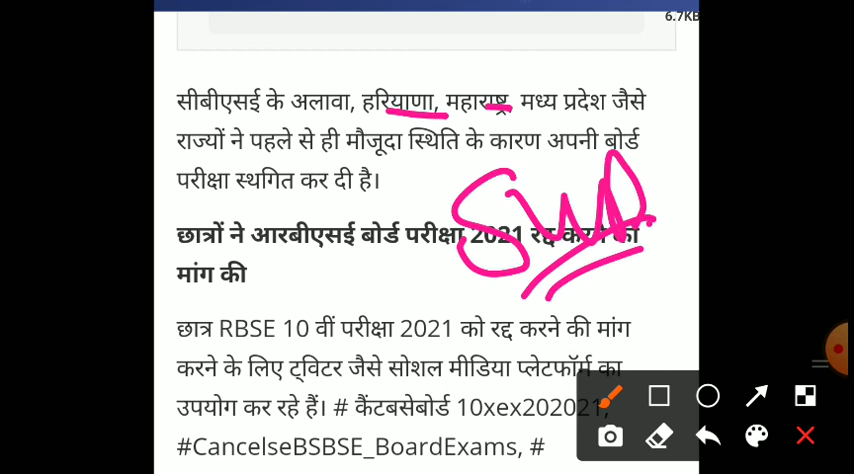 6.7KB
सीबीएसई के अलावा, हरियाणा, महाराष्ट्र, मध्य प्रदेश जैसे
राज्यों ने पहले से ही मौजूदा स्थिति के कारण अपनी बोर्ड
परीक्षा स्थगित कर दी है।
छात्रों ने आरबीएसई बोर्ड परीक्षा 2021 रद्द करने की
मांग की
छात्र RBSE 10 वीं परीक्षा 2021 को रद्द करने की मांग
करने के लिए ट्विटर जैसे सोशल मीडिया प्लेटफॉर्म का
उपयोग कर रहे हैं। # कैंटबसेबोर्ड 10xex202021,
#CancelseBSBSE_BoardExams, #